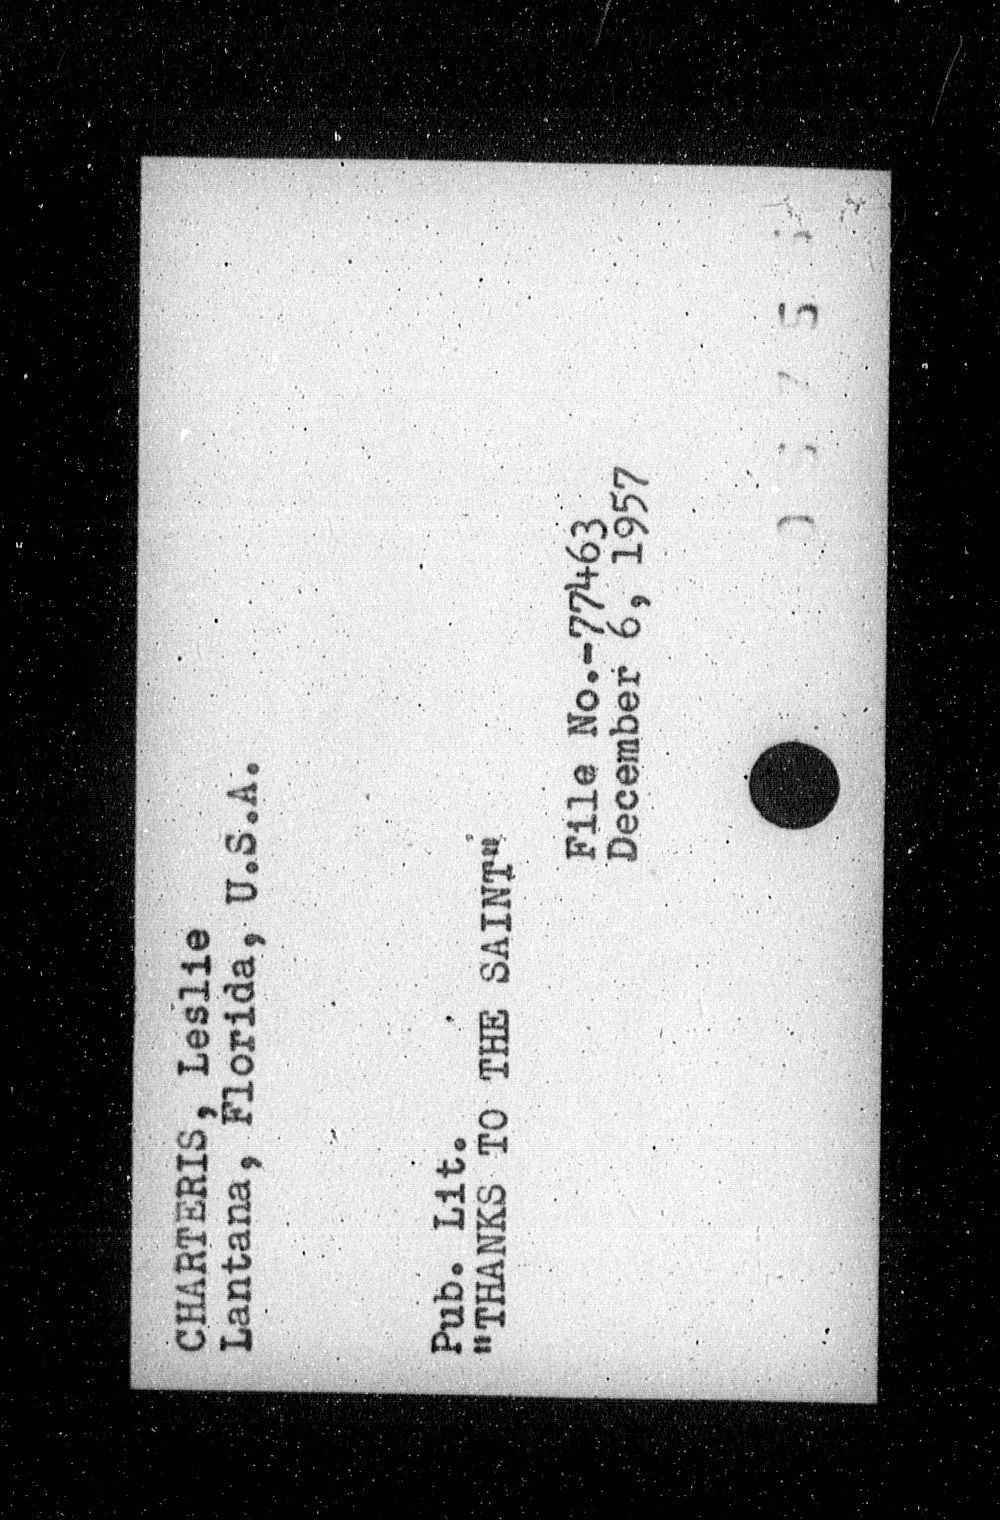 CHARTERIS, Leslie
Lantana, Florida, U.S.A.
Pub. Lit.
"THANKS TO THE SAINT"
File No.-77463
December 6, 1957